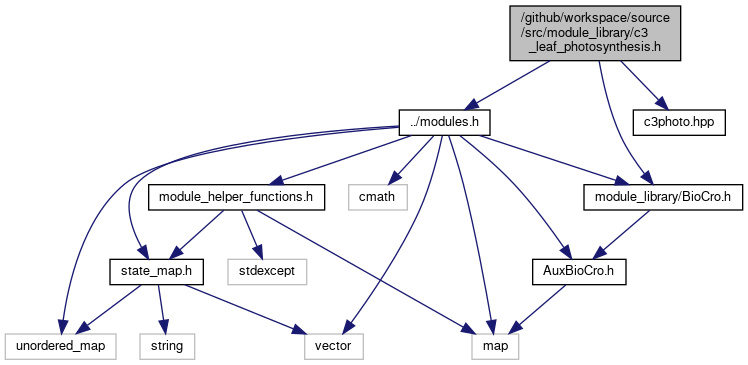 /github/workspace/source
/src/module_library/c3
_leaf_photosynthesis.h
../modules.h
c3photo.hpp
module_helper_functions.h
cmath
module_library/BioCro.h
state_map.h
stdexcept
AuxBioCro.h
unordered_map
string
vector
map